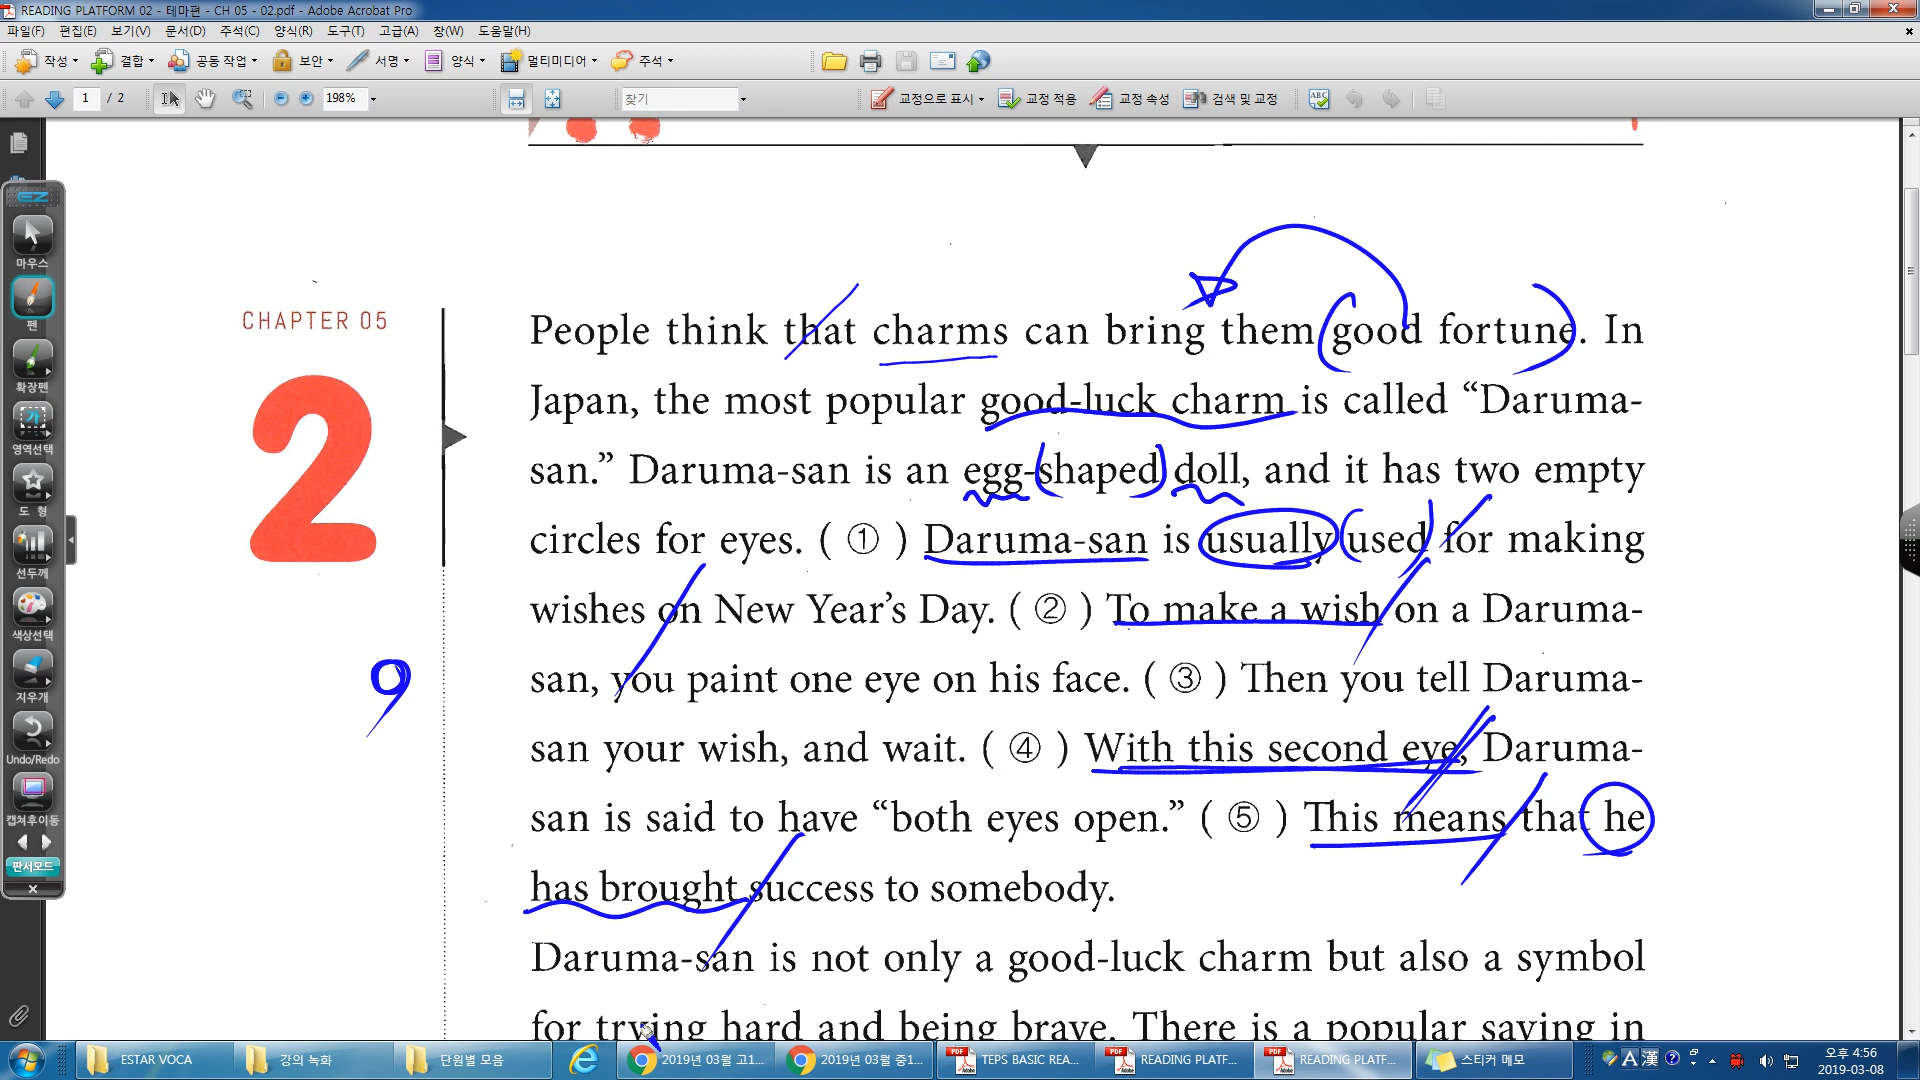 READING PLATFORM 02 - 테마편 - CH 05 - 02.pdf - Adobe Acrobat Pro
파일(F) 편집(E) 보기(V) 문서(D) 주석(C) 양식(R) 도구(T) 고급(A) 창(W) 도움말(H)
작성 결합 공동 작업 보안 서명 양식 멀티미디어 주석
1 / 2 198% 찾기 교정으로 표시 교정 적용 교정 속성 검색 및 교정
EZ
마우스
펜
확장펜
영역선택
도 형
선두께
색상선택
지우개
Undo/Redo
캡쳐후이동
판서모드
CHAPTER 05
2
9
People think that charms can bring them good fortune. In
Japan, the most popular good-luck charm is called “Daruma-
san.” Daruma-san is an egg-shaped doll, and it has two empty
circles for eyes. ( ① ) Daruma-san is usually used for making
wishes on New Year’s Day. ( ② ) To make a wish on a Daruma-
san, you paint one eye on his face. ( ③ ) Then you tell Daruma-
san your wish, and wait. ( ④ ) With this second eye, Daruma-
san is said to have “both eyes open.” ( ⑤ ) This means that he
has brought success to somebody.
Daruma-san is not only a good-luck charm but also a symbol
for trying hard and being brave. There is a popular saying in
ESTAR VOCA 강의 녹화 단원별 모음 2019년 03월 고1... 2019년 03월 중1... TEPS BASIC REA... READING PLATF... READING PLATF... 스티커 메모 A 漢 오후 4:56
2019-03-08